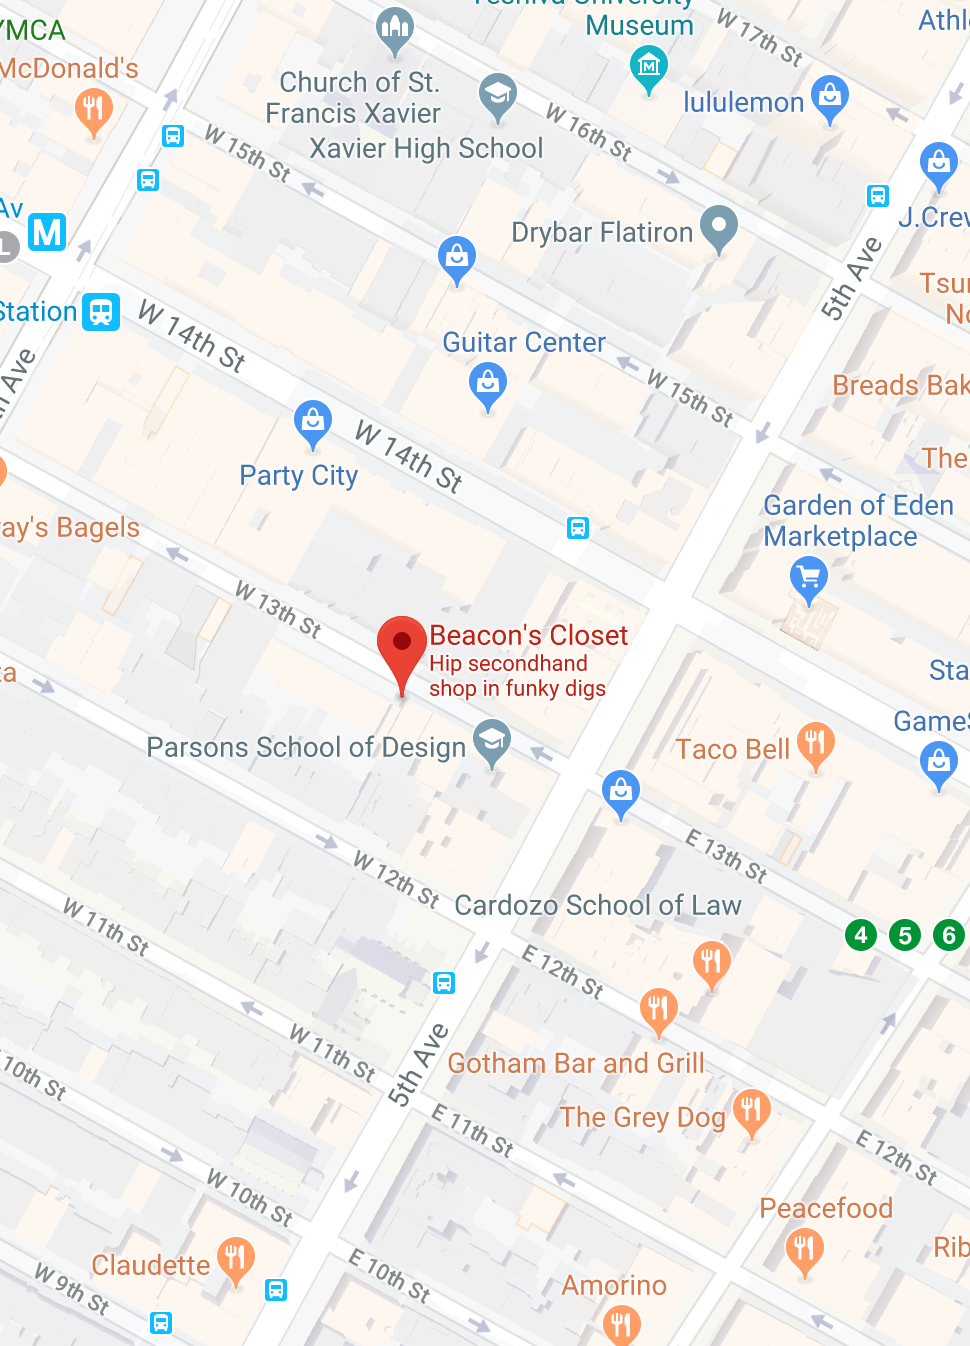 Yeshiva University
Museum
W 17th St
Athl
YMCA
McDonald's
Church of St.
Francis Xavier
Xavier High School
lululemon
W 16th St
W 15th St
Av
M
L
Drybar Flatiron
J.Crew
5th Ave
Tsur
No
Station
W 14th St
Guitar Center
W 15th St
Breads Bak
Ave
W 14th St
The
Party City
Garden of Eden
Marketplace
ay's Bagels
W 13th St
Beacon's Closet
Hip secondhand
shop in funky digs
ta
Sta
GameS
Parsons School of Design
Taco Bell
E 13th St
W 12th St
Cardozo School of Law
W 11th St
4 5 6
E 12th St
W 11th St
5th Ave
Gotham Bar and Grill
10th St
The Grey Dog
E 11th St
E 12th St
W 10th St
Peacefood
Rib
Claudette
E 10th St
W 9th St
Amorino